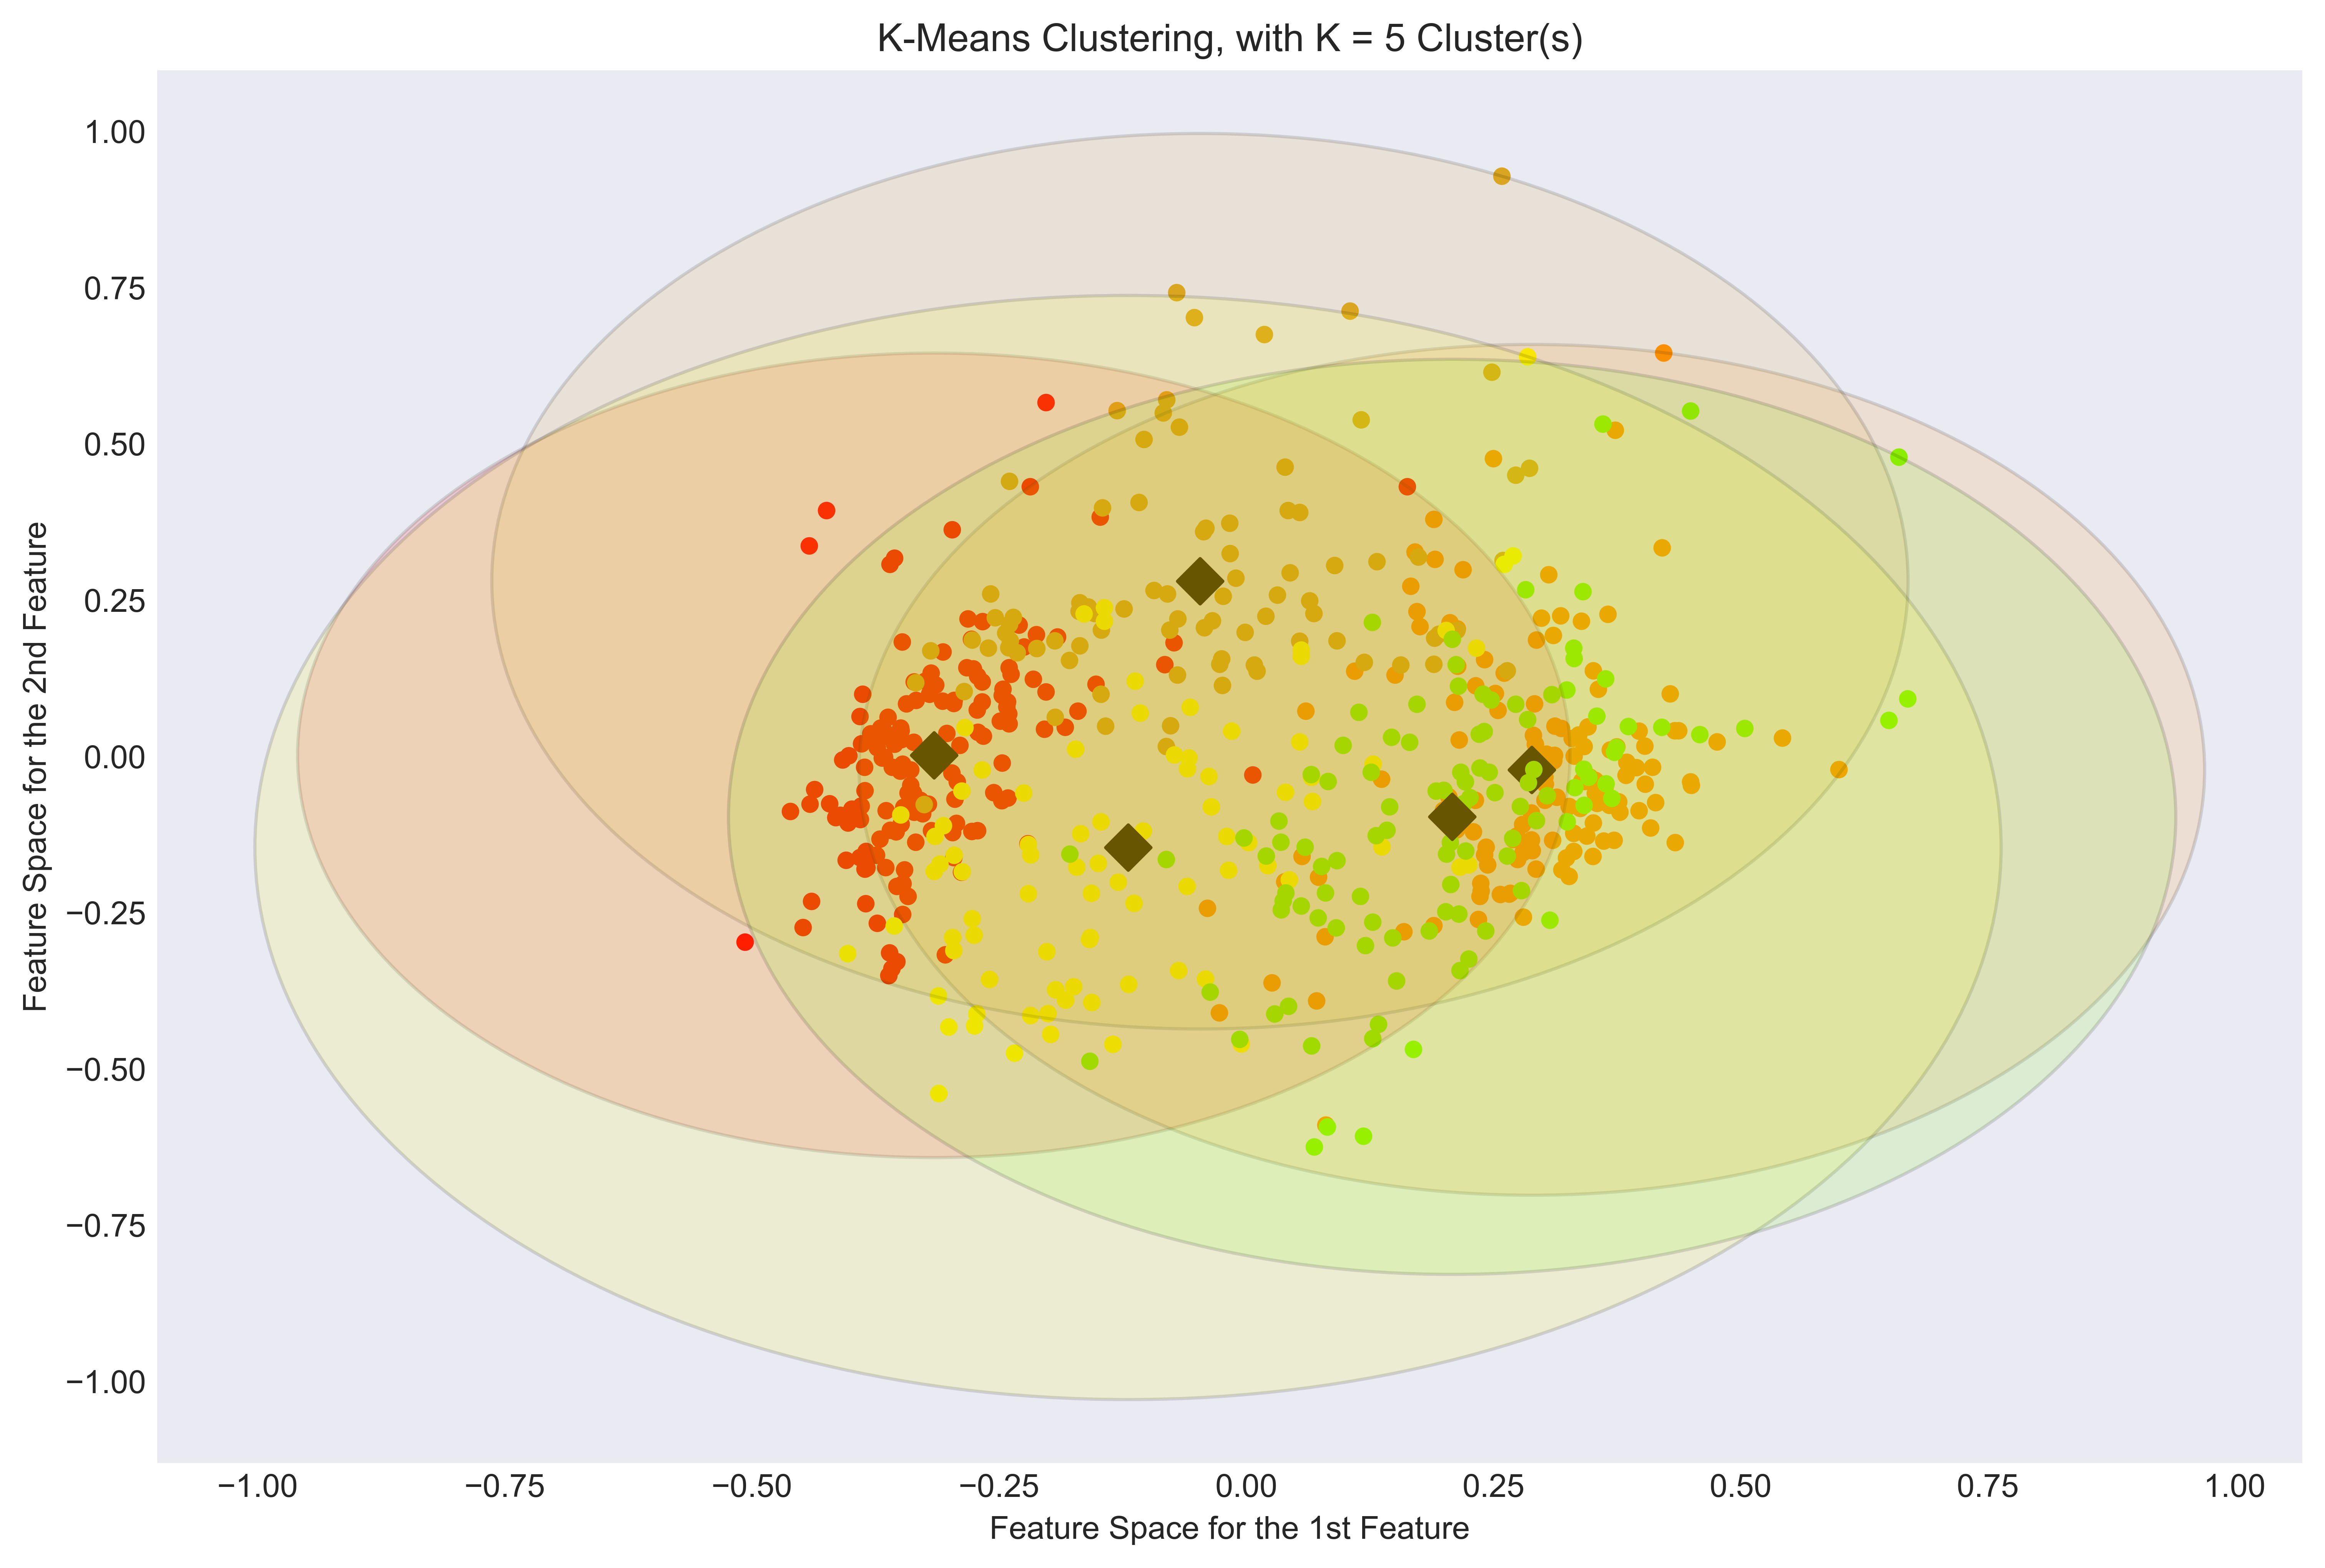 K-Means Clustering, with K = 5 Cluster(s)
1.00
0.75
0.50
0.25
0.00
−0.25
−0.50
−0.75
−1.00
Feature Space for the 2nd Feature
−1.00 −0.75 −0.50 −0.25 0.00 0.25 0.50 0.75 1.00
Feature Space for the 1st Feature